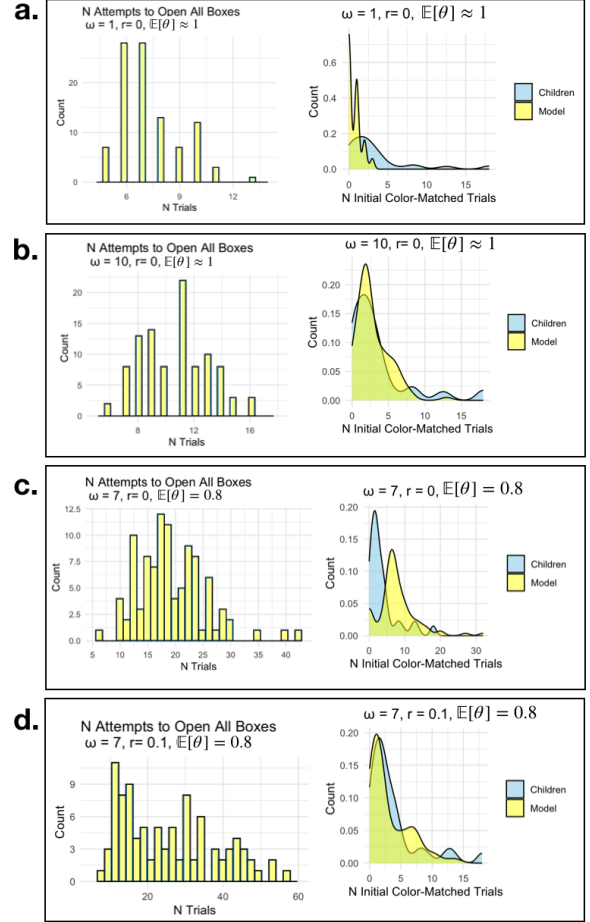 a.
N Attempts to Open All Boxes
ω = 1, r= 0, 𝔼[θ] ≈ 1
Count
20
10
0
6
9
12
N Trials
ω = 1, r= 0, 𝔼[θ] ≈ 1
Count
0.6
0.4
0.2
0.0
0
5
10
15
N Initial Color-Matched Trials
Children
Model
b.
N Attempts to Open All Boxes
ω = 10, r= 0, 𝔼[θ] ≈ 1
Count
20
15
10
5
0
8
12
16
N Trials
ω = 10, r= 0, 𝔼[θ] ≈ 1
Count
0.20
0.15
0.10
0.05
0.00
0
5
10
15
N Initial Color-Matched Trials
Children
Model
c.
N Attempts to Open All Boxes
ω = 7, r= 0, 𝔼[θ] = 0.8
Count
12.5
10.0
7.5
5.0
2.5
0.0
5
10
15
20
25
30
35
40
N Trials
ω = 7, r = 0, 𝔼[θ] = 0.8
Count
0.20
0.15
0.10
0.05
0.00
0
10
20
30
N Initial Color-Matched Trials
Children
Model
d.
N Attempts to Open All Boxes
ω = 7, r= 0.1, 𝔼[θ] = 0.8
Count
9
6
3
0
20
40
60
N Trials
ω = 7, r = 0.1, 𝔼[θ] = 0.8
Count
0.20
0.15
0.10
0.05
0.00
0
5
10
15
N Initial Color-Matched Trials
Children
Model